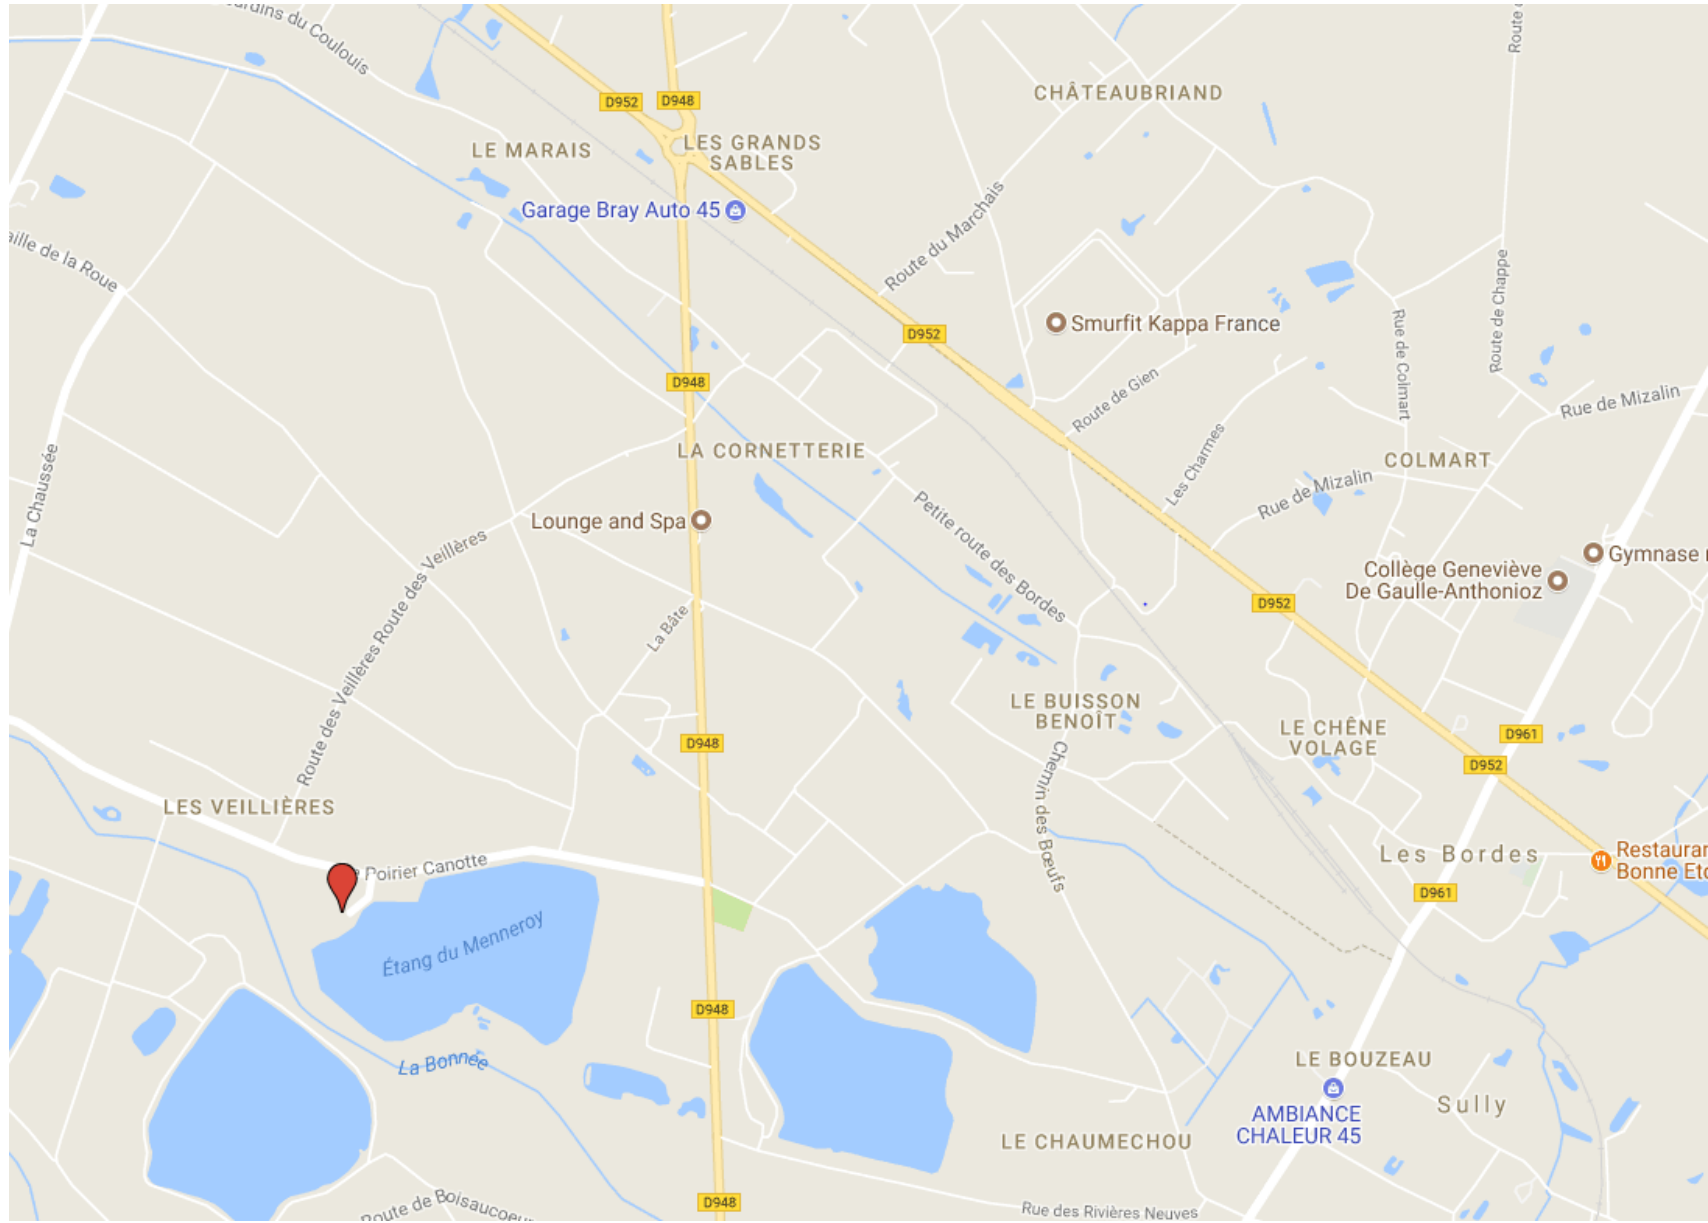 Jardins du Coulouis
Route
CHÂTEAUBRIAND
D952
D948
LE MARAIS
LES GRANDS
SABLES
Garage Bray Auto 45
Route du Marchais
aille de la Roue
Route de Chappe
Smurfit Kappa France
D952
Rue de Colmart
D948
Route de Gien
Rue de Mizalin
LA CORNETTERIE
Les Charmes
COLMART
La Chaussée
Rue de Mizalin
Lounge and Spa
Petite route des Bordes
Route des Veillères Route des Veillères
Gymnase
Collège Geneviève
De Gaulle-Anthonioz
D952
La Bâte
LE BUISSON
BENOÎT
LE CHÊNE
VOLAGE
D961
D948
D952
Chemin des Bœufs
LES VEILLIÈRES
Poirier Canotte
Les Bordes
Restauran
Bonne Eto
D961
Étang du Menneroy
D948
La Bonnée
LE BOUZEAU
Sully
AMBIANCE
CHALEUR 45
LE CHAUMECHOU
D948
Route de Boisaucoeu
Rue des Rivières Neuves